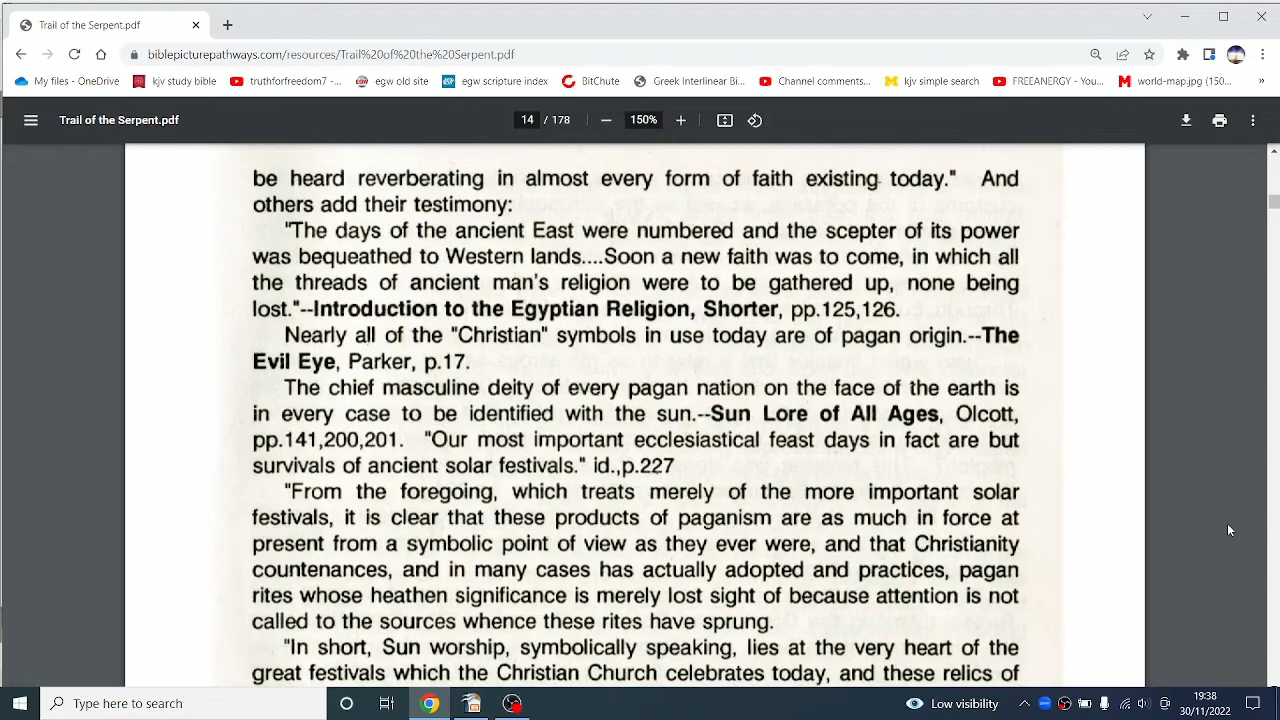 Trail of the Serpent.pdf
biblepicturepathways.com/resources/Trail%20of%20the%20Serpent.pdf
My files - OneDrive kjv study bible truthforfreedom7 -... egw old site egw scripture index BitChute Greek Interlinear Bi... Channel comments... kjv simple search FREEANERGY - You... world-map.jpg (150...
Trail of the Serpent.pdf 14 / 178 150%
be heard reverberating in almost every form of faith existing today." And
others add their testimony:
"The days of the ancient East were numbered and the scepter of its power
was bequeathed to Western lands....Soon a new faith was to come, in which all
the threads of ancient man's religion were to be gathered up, none being
lost."--Introduction to the Egyptian Religion, Shorter, pp.125,126.
Nearly all of the "Christian" symbols in use today are of pagan origin.--The
Evil Eye, Parker, p.17.
The chief masculine deity of every pagan nation on the face of the earth is
in every case to be identified with the sun.--Sun Lore of All Ages, Olcott,
pp.141,200,201. "Our most important ecclesiastical feast days in fact are but
survivals of ancient solar festivals." id.,p.227
"From the foregoing, which treats merely of the more important solar
festivals, it is clear that these products of paganism are as much in force at
present from a symbolic point of view as they ever were, and that Christianity
countenances, and in many cases has actually adopted and practices, pagan
rites whose heathen significance is merely lost sight of because attention is not
called to the sources whence these rites have sprung.
"In short, Sun worship, symbolically speaking, lies at the very heart of the
great festivals which the Christian Church celebrates today, and these relics of
Type here to search
Low visibility
19:38
30/11/2022